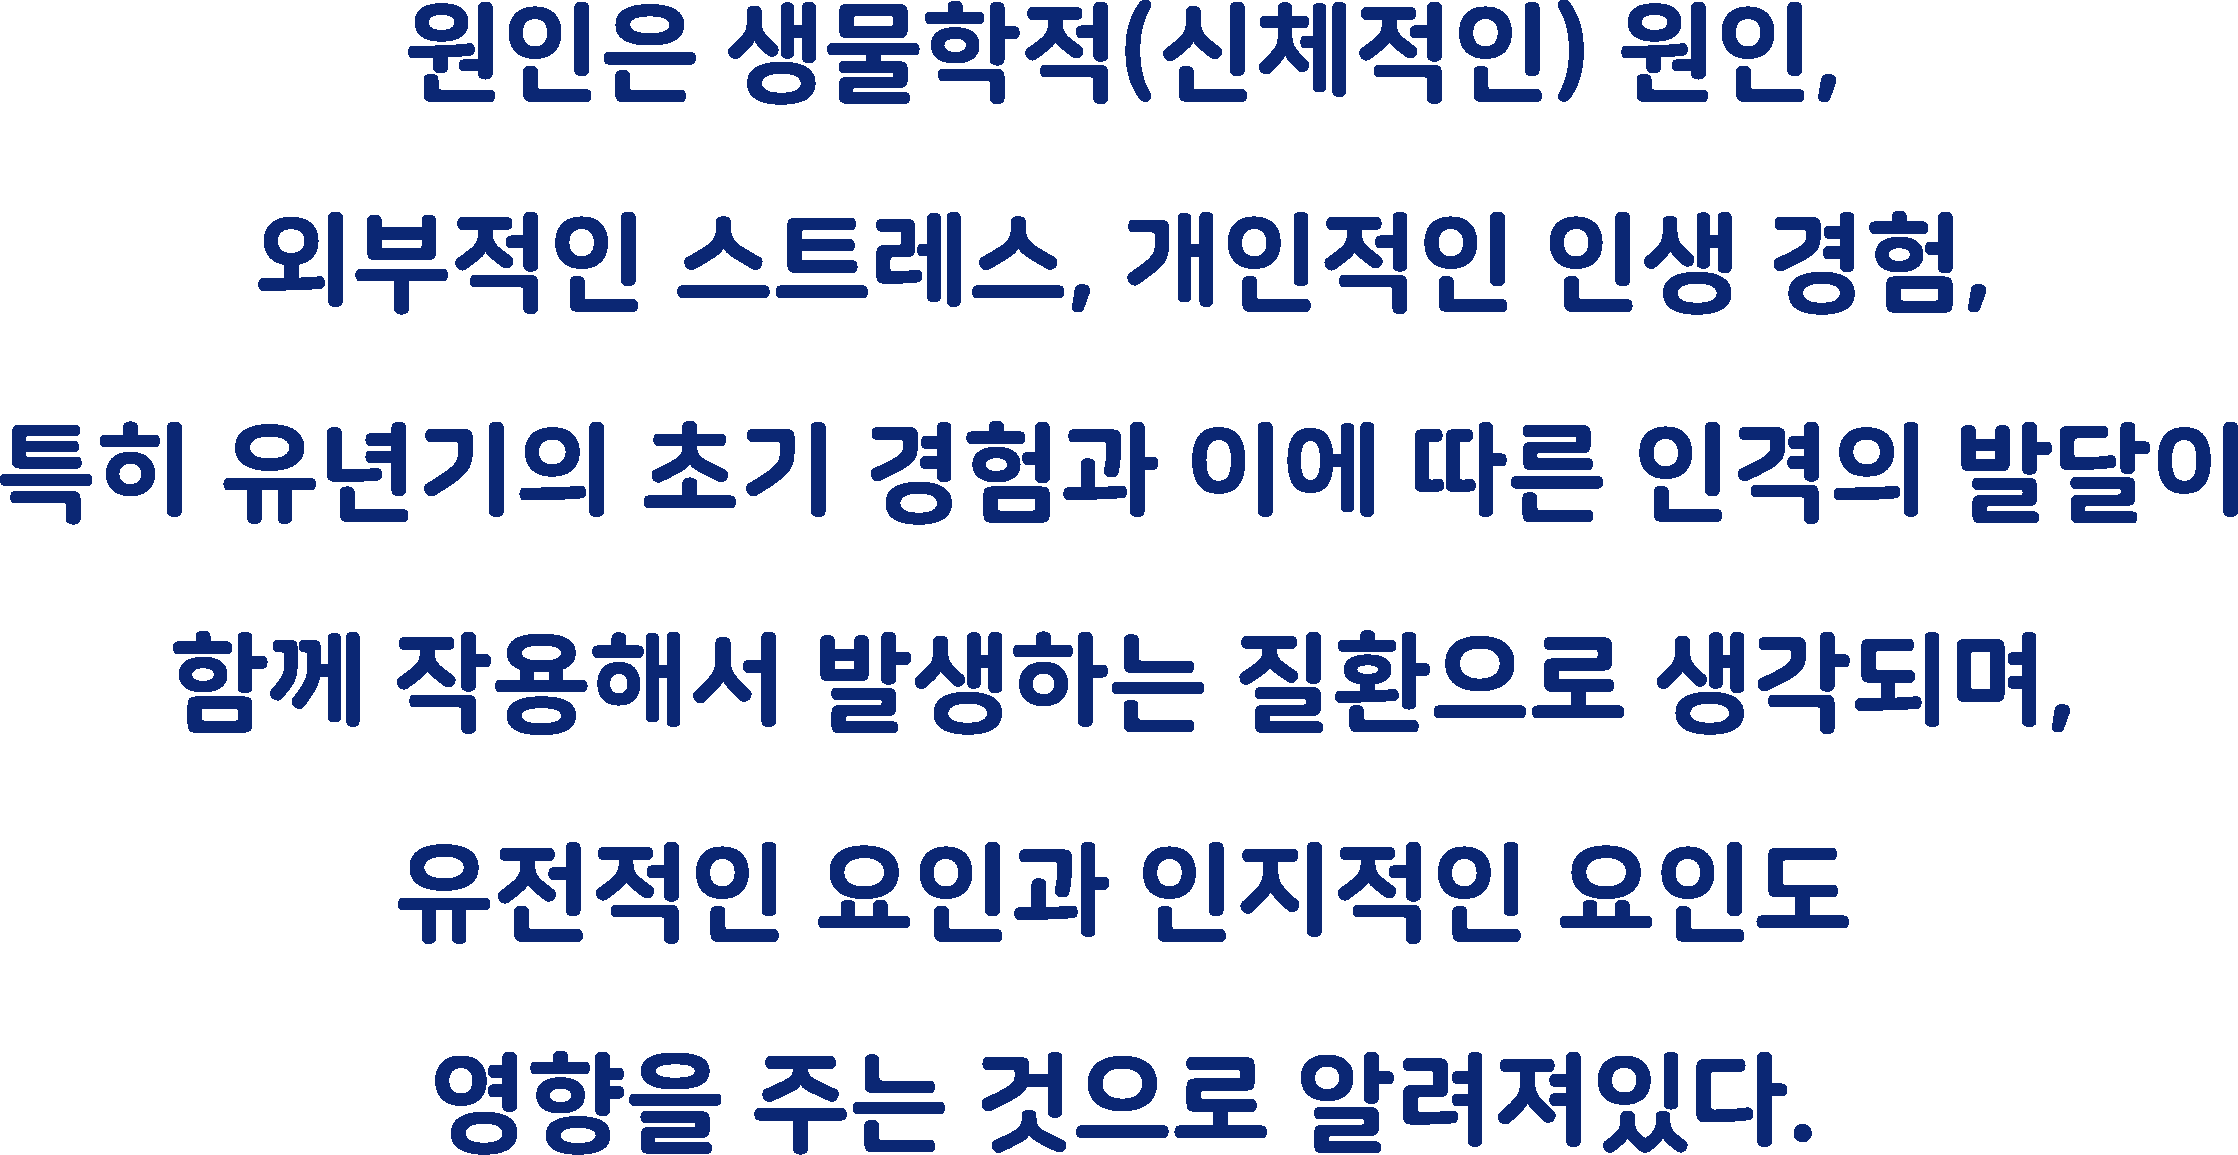 원인은 생물학적(신체적인) 원인,
외부적인 스트레스, 개인적인 인생 경험,
특히 유년기의 초기 경험과 이에 따른 인격의 발달이
함께 작용해서 발생하는 질환으로 생각되며,
유전적인 요인과 인지적인 요인도
영향을 주는 것으로 알려져있다.